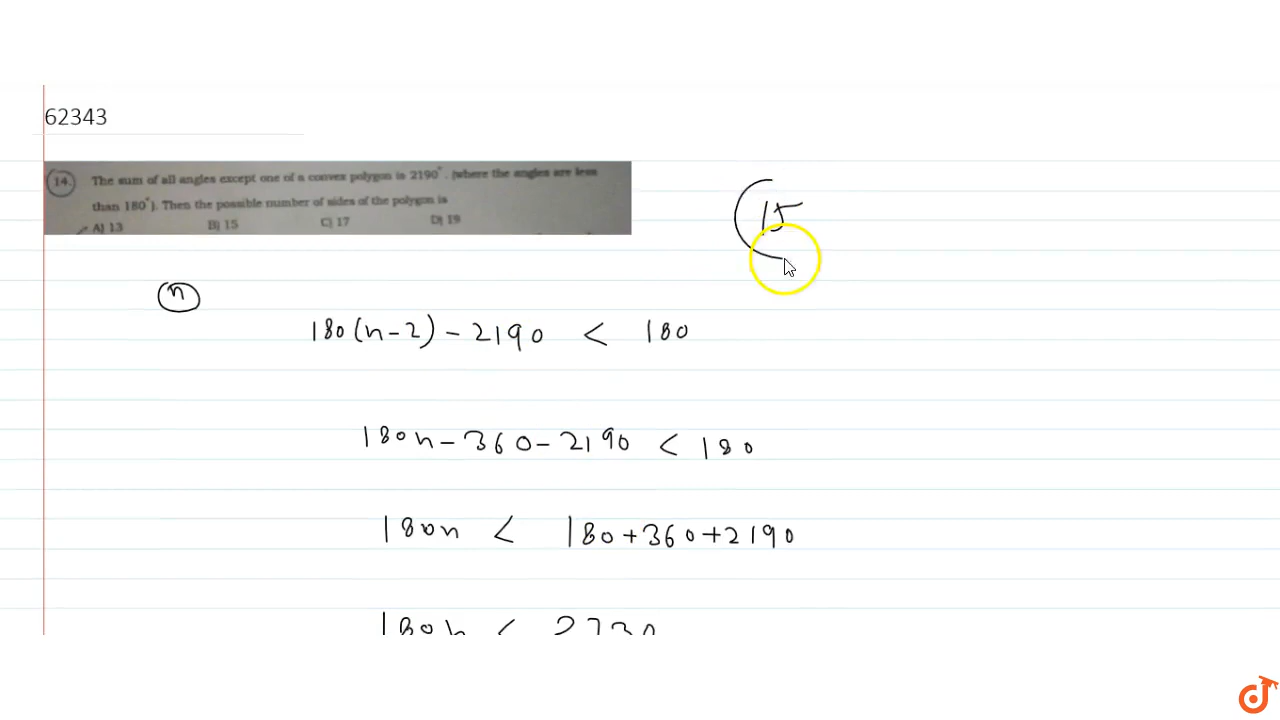 62343
14. The sum of all angles except one of a convex polygon is 2190°. (where the angles are less
than 180°). Then the possible number of sides of the polygon is
A) 13 B) 15 C) 17 D) 19
15
n
180(n-2) - 2190 < 180
180n - 360 - 2190 < 180
180n < 180+360+2190
180n < 2730